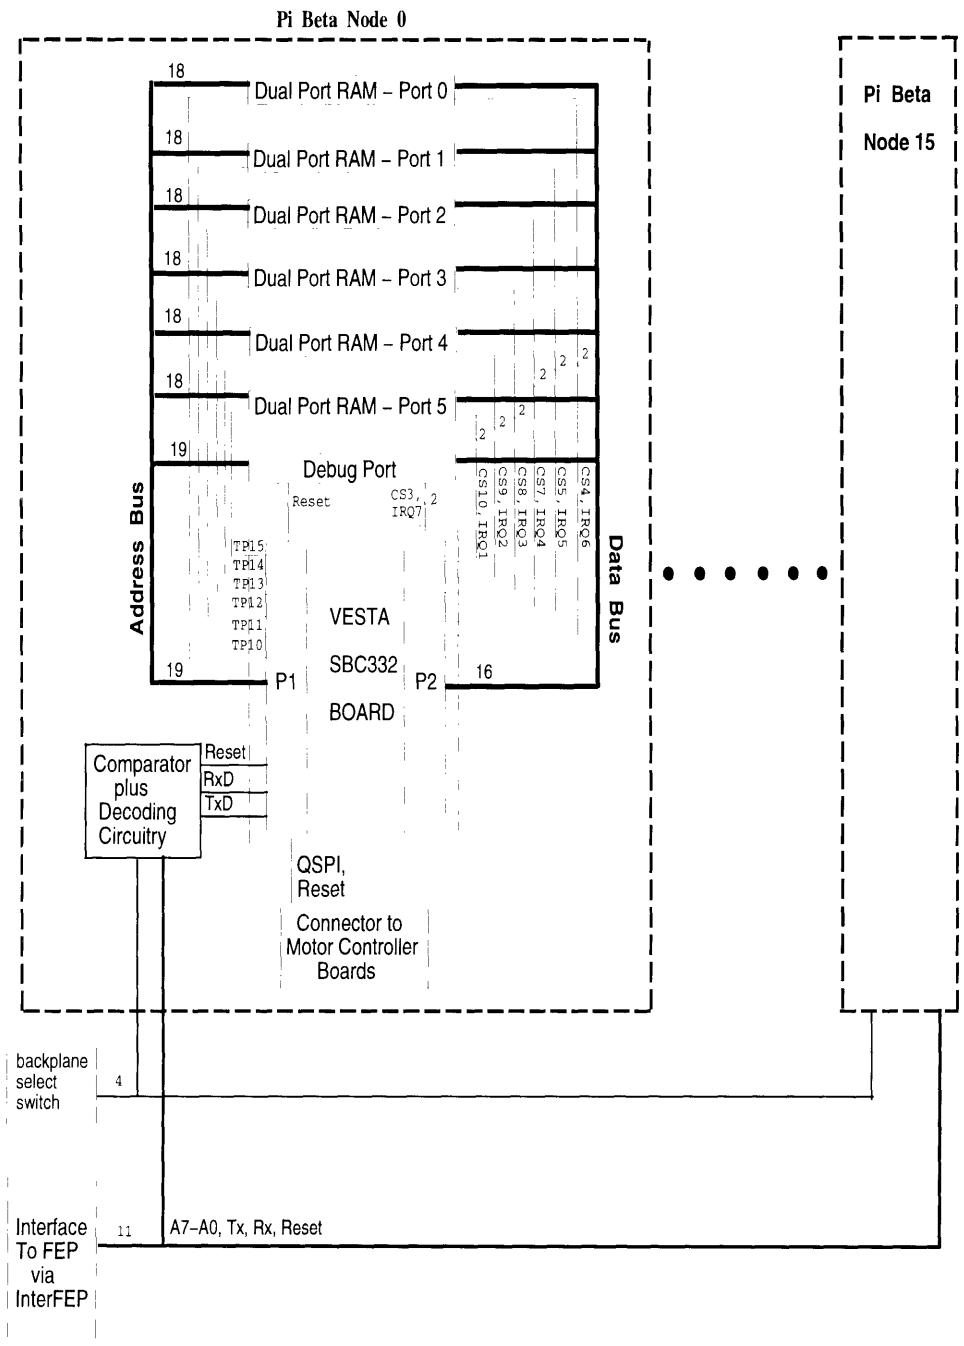 Pi Beta Node 0
18
Dual Port RAM – Port 0
18
Dual Port RAM – Port 1
18
Dual Port RAM – Port 2
18
Dual Port RAM – Port 3
18
Dual Port RAM – Port 4
18
Dual Port RAM – Port 5
19
Debug Port
Reset
CS3, 2
IRQ7
2
2
2
2
2
2
CS10,IRQ1
CS9,IRQ2
CS8,IRQ3
CS7,IRQ4
CS5,IRQ5
CS4,IRQ6
Address Bus
Data Bus
TP15
TP14
TP13
TP12
TP11
TP10
VESTA
SBC332
BOARD
19
P1
P2
16
Comparator
plus
Decoding
Circuitry
Reset
RxD
TxD
QSPI,
Reset
Connector to
Motor Controller
Boards
Pi Beta
Node 15
backplane
select
switch
4
Interface
To FEP
via
InterFEP
11
A7–A0, Tx, Rx, Reset